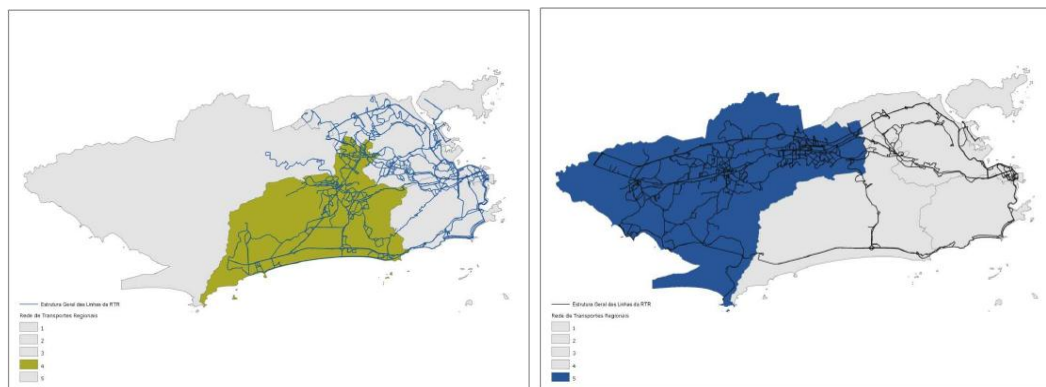 Estrutura Geral das Linhas da RTR
Rede de Transportes Regionais
1
2
3
4
5
Estrutura Geral das Linhas da RTR
Rede de Transportes Regionais
1
2
3
4
5